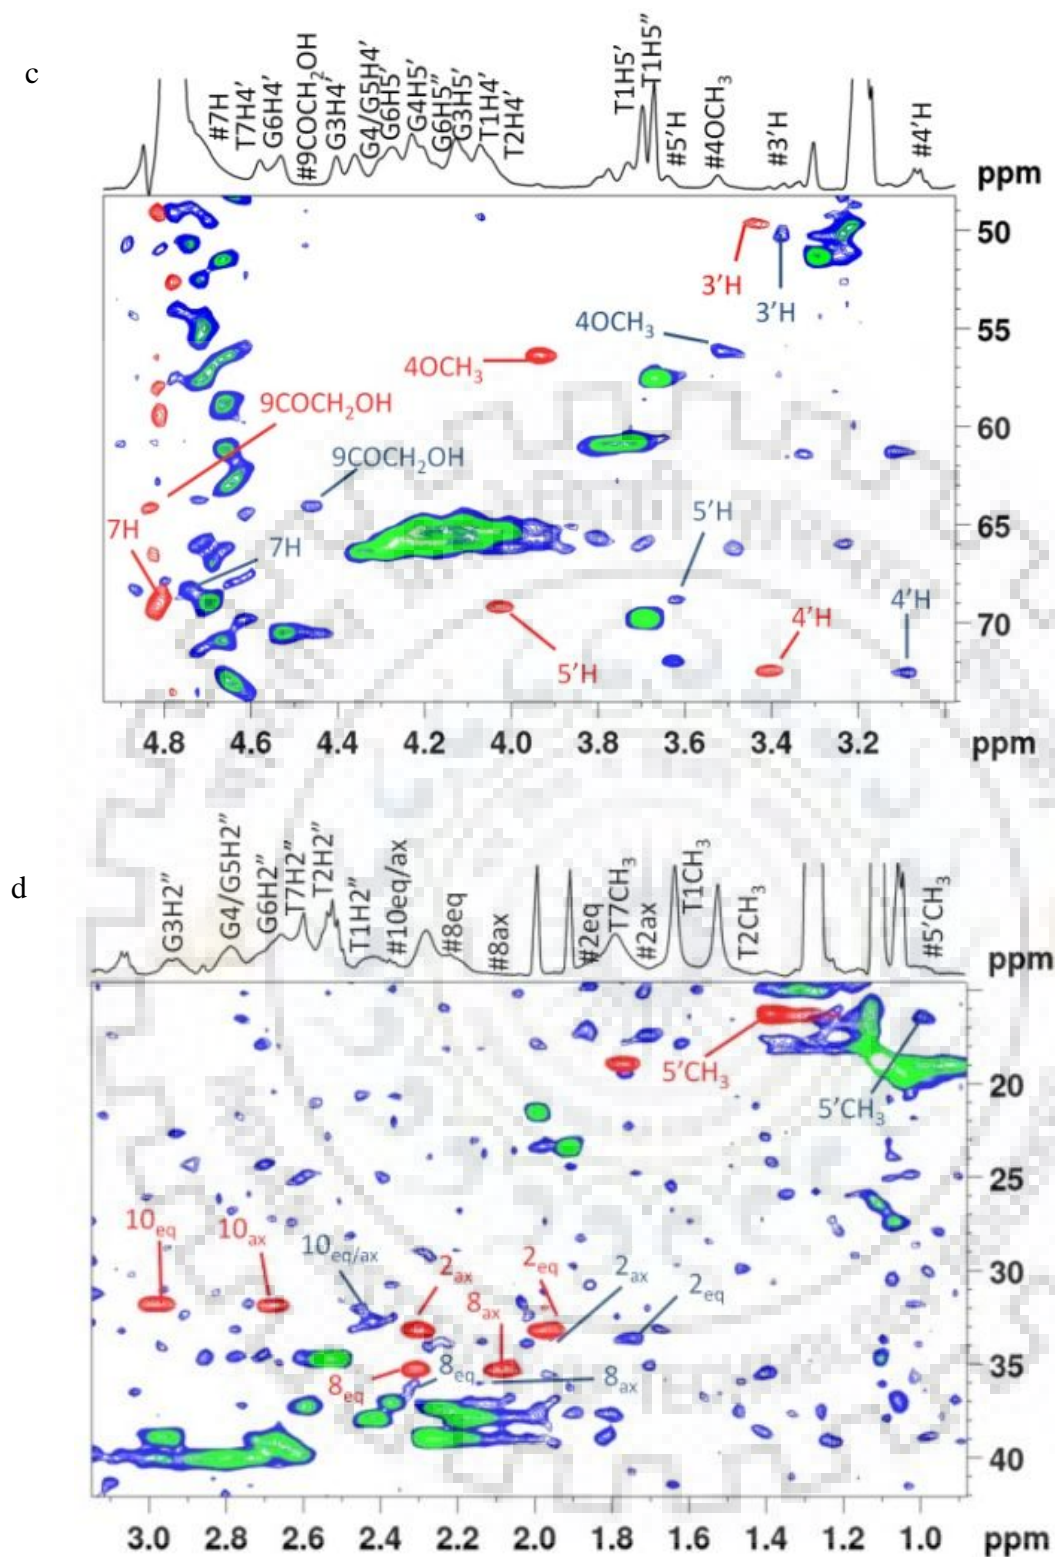 c
#7H
T7H4′
G6H4′
#9COCH₂OH
G3H4′
G4/G5H4′
G6H5′
G4H5′
G6H5″
G3H5′
T1H4′
T2H4′
T1H5′
T1H5″
#5′H
#4OCH₃
#3′H
#4′H
ppm
50
3′H
3′H
4OCH₃
55
4OCH₃
9COCH₂OH
60
9COCH₂OH
7H
7H
5′H
65
4′H
4′H
5′H
70
4.8 4.6 4.4 4.2 4.0 3.8 3.6 3.4 3.2 ppm
d
G3H2″
G4/G5H2″
G6H2″
T7H2″
T2H2″
T1H2″
#10eq/ax
#8eq
#8ax
#2eq
T7CH₃
#2ax
T1CH₃
T2CH₃
#5′CH₃
ppm
5′CH₃
5′CH₃
20
25
10eq
10ax
10eq/ax
2ax
2eq
2ax
2eq
30
8ax
8eq
8eq
8ax
35
40
3.0 2.8 2.6 2.4 2.2 2.0 1.8 1.6 1.4 1.2 1.0 ppm